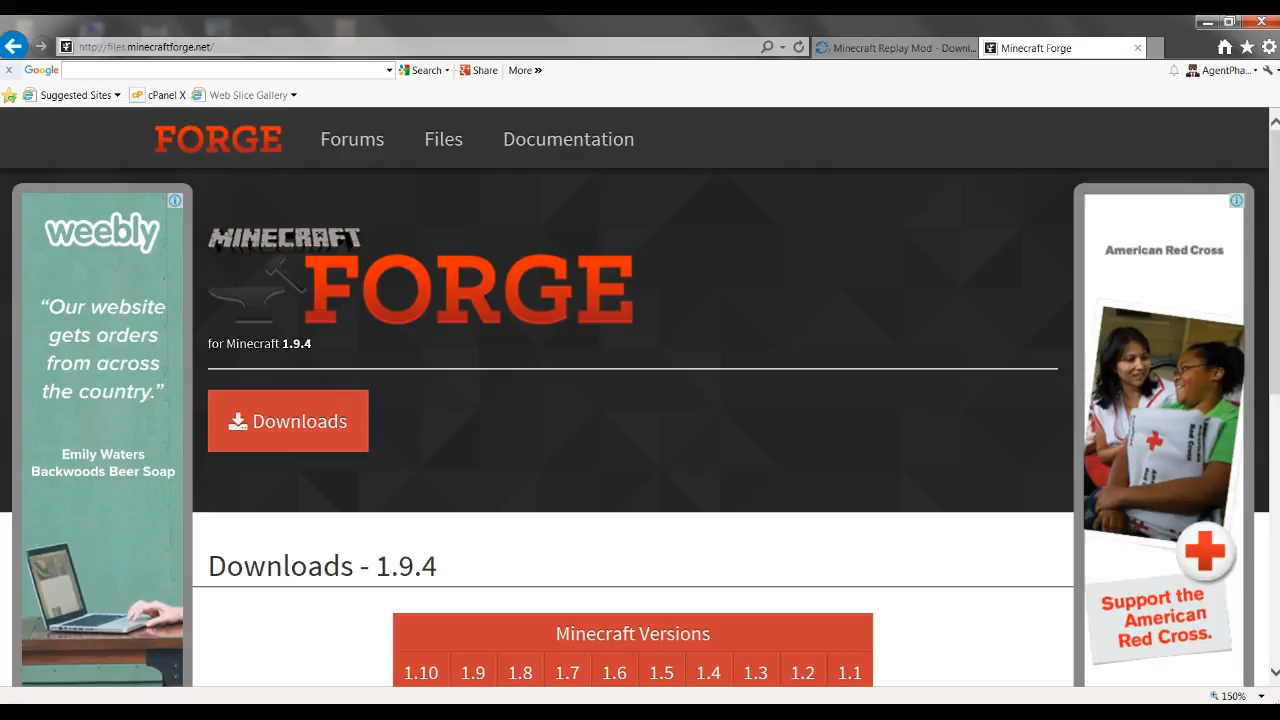 http://files.minecraftforge.net/
Minecraft Replay Mod - Downl...
Minecraft Forge
Google
Search
Share
More »
AgentPha...
Suggested Sites
cPanel X
Web Slice Gallery
FORGE
Forums
Files
Documentation
weebly
“Our website
gets orders
from across
the country.”
Emily Waters
Backwoods Beer Soap
MINECRAFT
FORGE
for Minecraft 1.9.4
Downloads
American Red Cross
Support the
American
Red Cross.
Downloads - 1.9.4
Minecraft Versions
1.10 1.9 1.8 1.7 1.6 1.5 1.4 1.3 1.2 1.1
150%